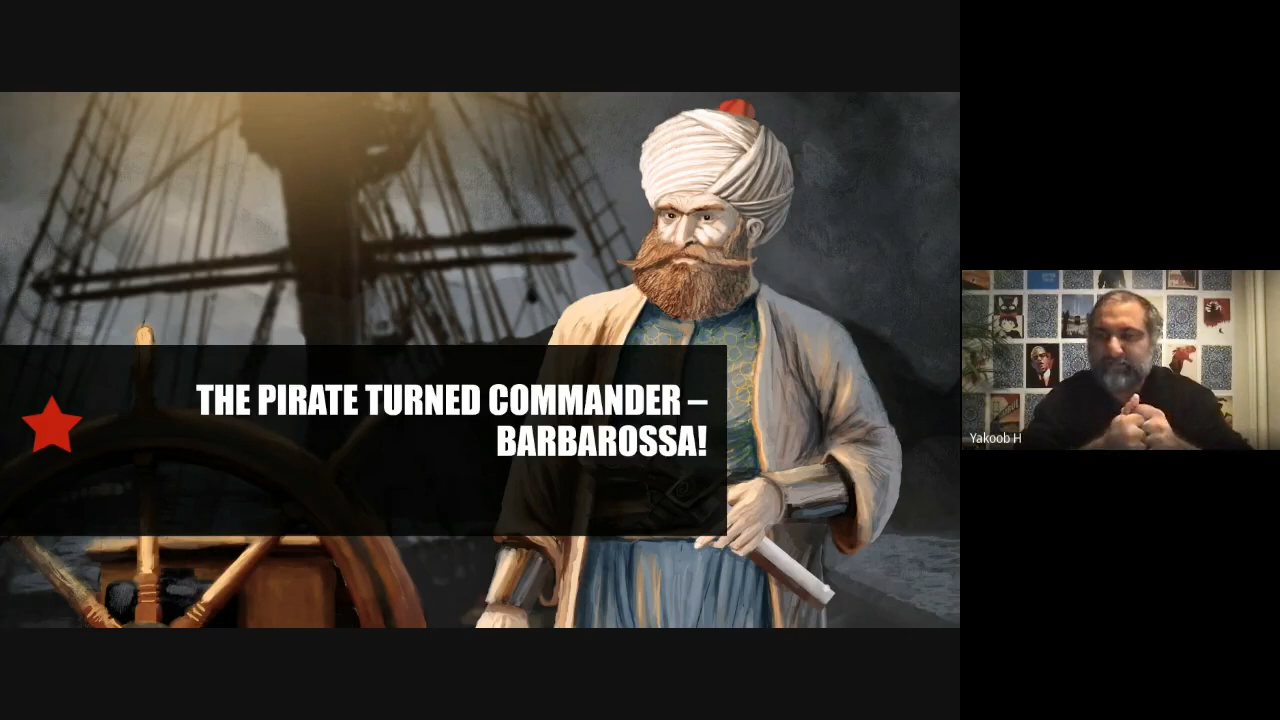 THE PIRATE TURNED COMMANDER –
BARBAROSSA!
Yakoob H